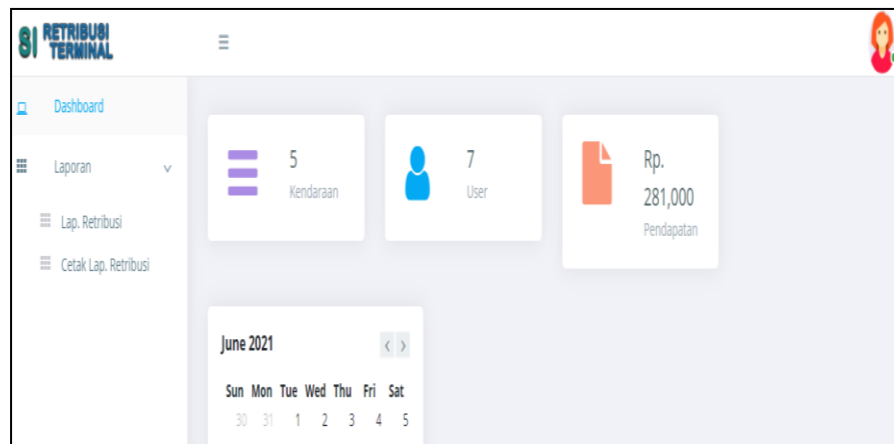 SI RETRIBUSI
TERMINAL
Dashboard
Laporan
Lap. Retribusi
Cetak Lap. Retribusi
5
Kendaraan
7
User
Rp.
281,000
Pendapatan
June 2021
Sun Mon Tue Wed Thu Fri Sat
30 31 1 2 3 4 5